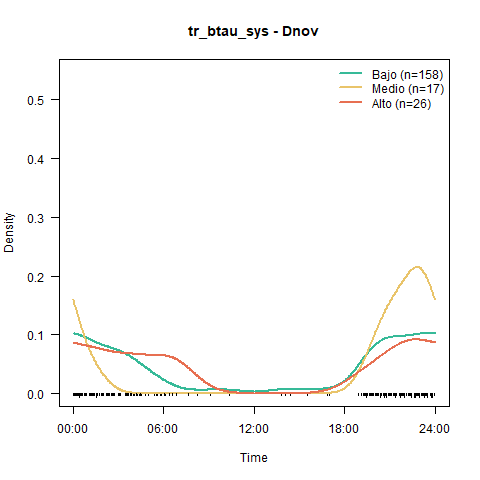 tr_btau_sys - Dnov
Bajo (n=158)
Medio (n=17)
Alto (n=26)
Density
0.5
0.4
0.3
0.2
0.1
0.0
00:00 06:00 12:00 18:00 24:00
Time